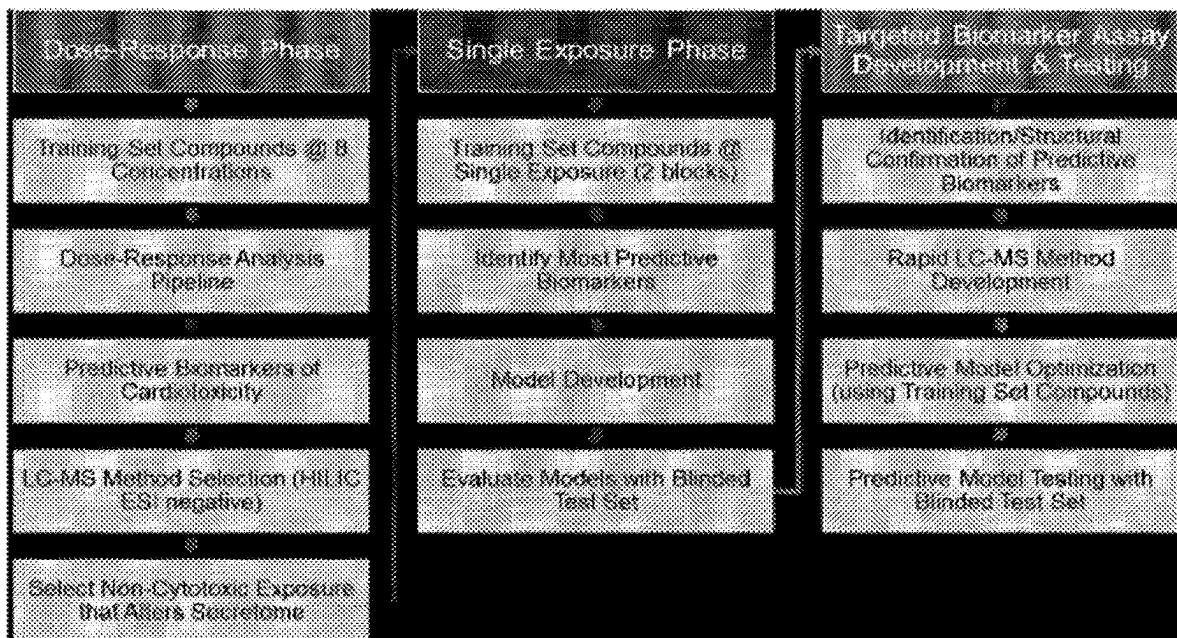 Dose-Response Phase
Training Set Compounds @ 8
Concentrations
Dose-Response Analysis
Pipeline
Predictive Biomarkers of
Cardiotoxicity
LC-MS Method Selection (HILIC
ESI negative)
Select Non-Cytotoxic Exposure
that Alters Secretome
Single Exposure Phase
Training Set Compounds @
Single Exposure (2 blocks)
Identify Most Predictive
Biomarkers
Model Development
Evaluate Models with Blinded
Test Set
Targeted Biomarker Assay
Development & Testing
Identification/Structural
Confirmation of Predictive
Biomarkers
Rapid LC-MS Method
Development
Predictive Model Optimization
(using Training Set Compounds)
Predictive Model Testing with
Blinded Test Set